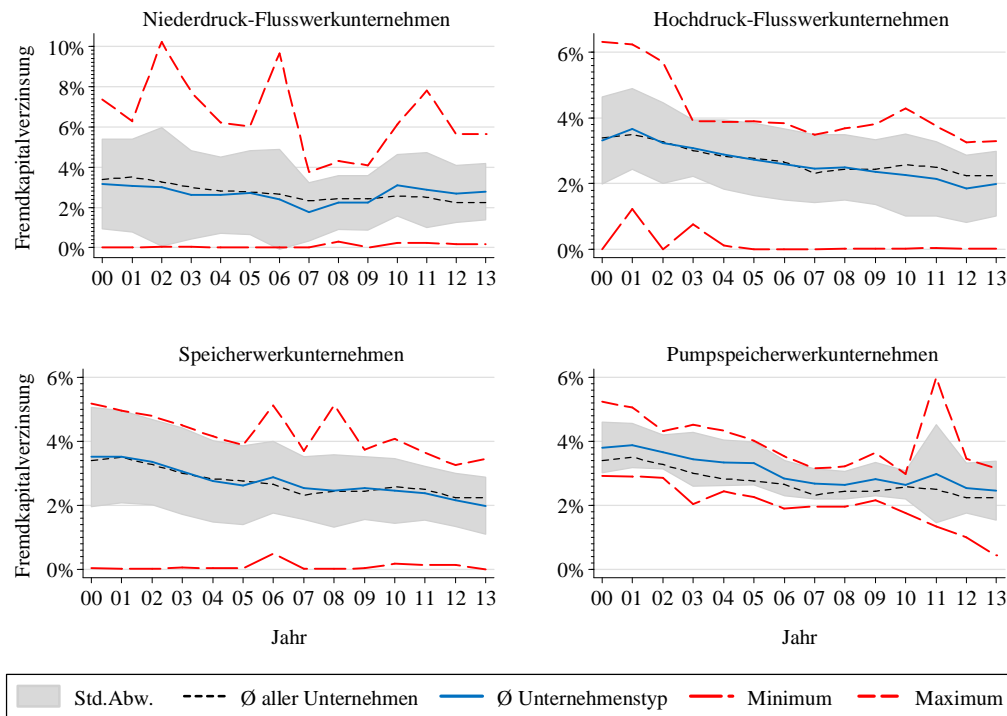 Niederdruck-Flusswerkunternehmen
Fremdkapitalverzinsung
10%
8%
6%
4%
2%
0%
00 01 02 03 04 05 06 07 08 09 10 11 12 13
Hochdruck-Flusswerkunternehmen
6%
4%
2%
0%
00 01 02 03 04 05 06 07 08 09 10 11 12 13
Speicherwerkunternehmen
Fremdkapitalverzinsung
6%
4%
2%
0%
00 01 02 03 04 05 06 07 08 09 10 11 12 13
Jahr
Pumpspeicherwerkunternehmen
6%
4%
2%
0%
00 01 02 03 04 05 06 07 08 09 10 11 12 13
Jahr
Std.Abw. Ø aller Unternehmen Ø Unternehmenstyp Minimum Maximum